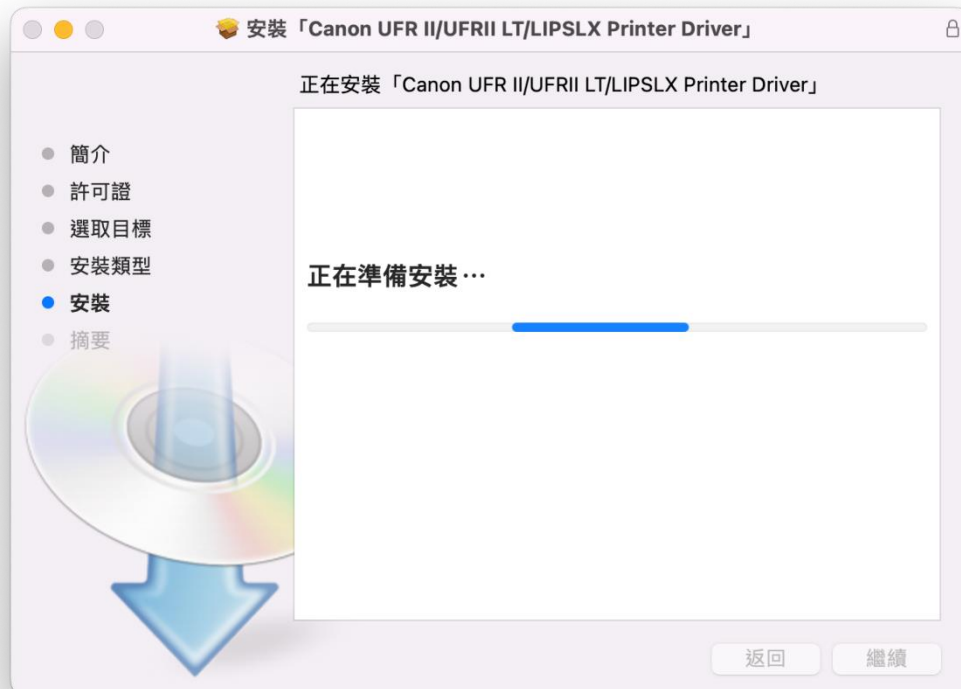 安裝「Canon UFR II/UFRII LT/LIPSLX Printer Driver」
正在安裝「Canon UFR II/UFRII LT/LIPSLX Printer Driver」
簡介
許可證
選取目標
安裝類型
安裝
摘要
正在準備安裝⋯
返回
繼續